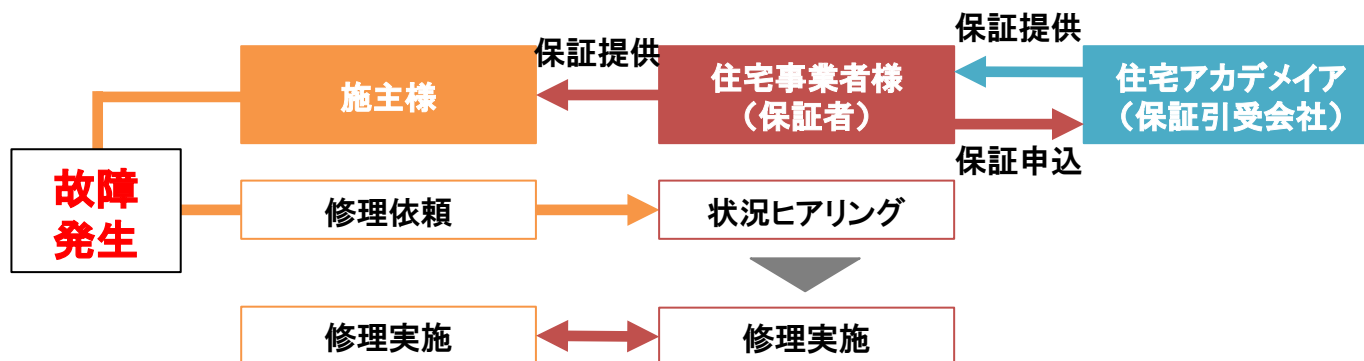 保証提供
保証提供
施主様
住宅事業者様
（保証者）
住宅アカデメイア
（保証引受会社）
保証申込
故障
発生
修理依頼
状況ヒアリング
修理実施
修理実施